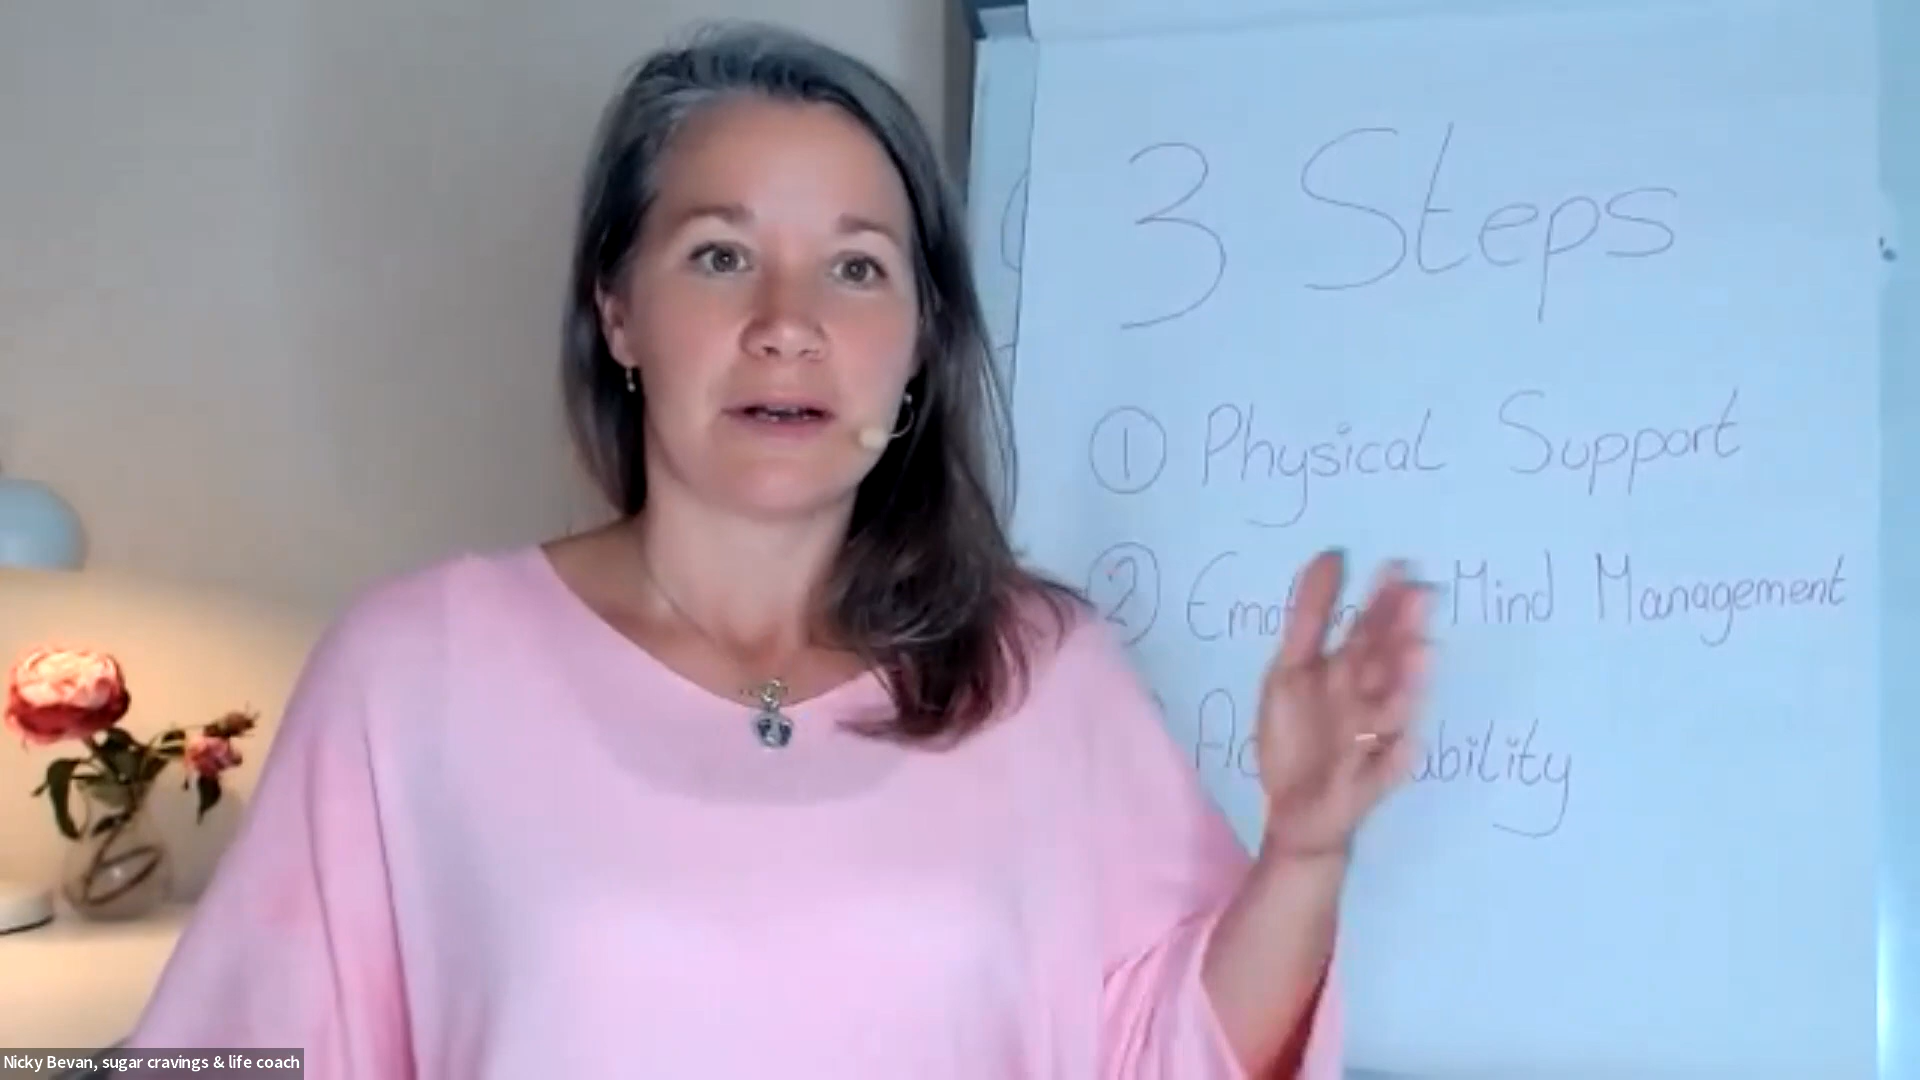 3 Steps
① Physical Support
② Mind Management
Nicky Bevan, sugar cravings & life coach